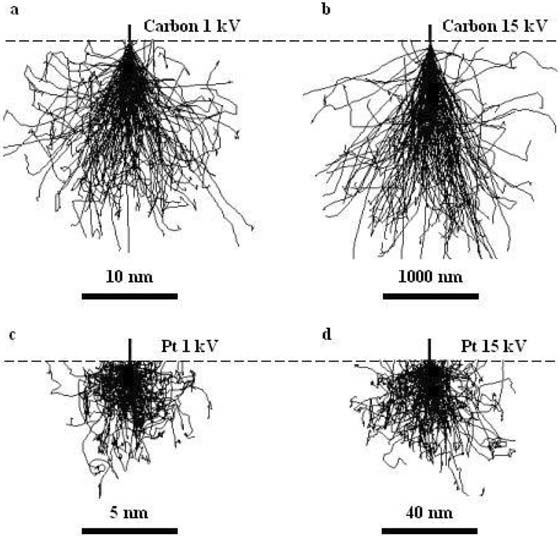 a
Carbon 1 kV
b
Carbon 15 kV
10 nm
1000 nm
c
Pt 1 kV
d
Pt 15 kV
5 nm
40 nm